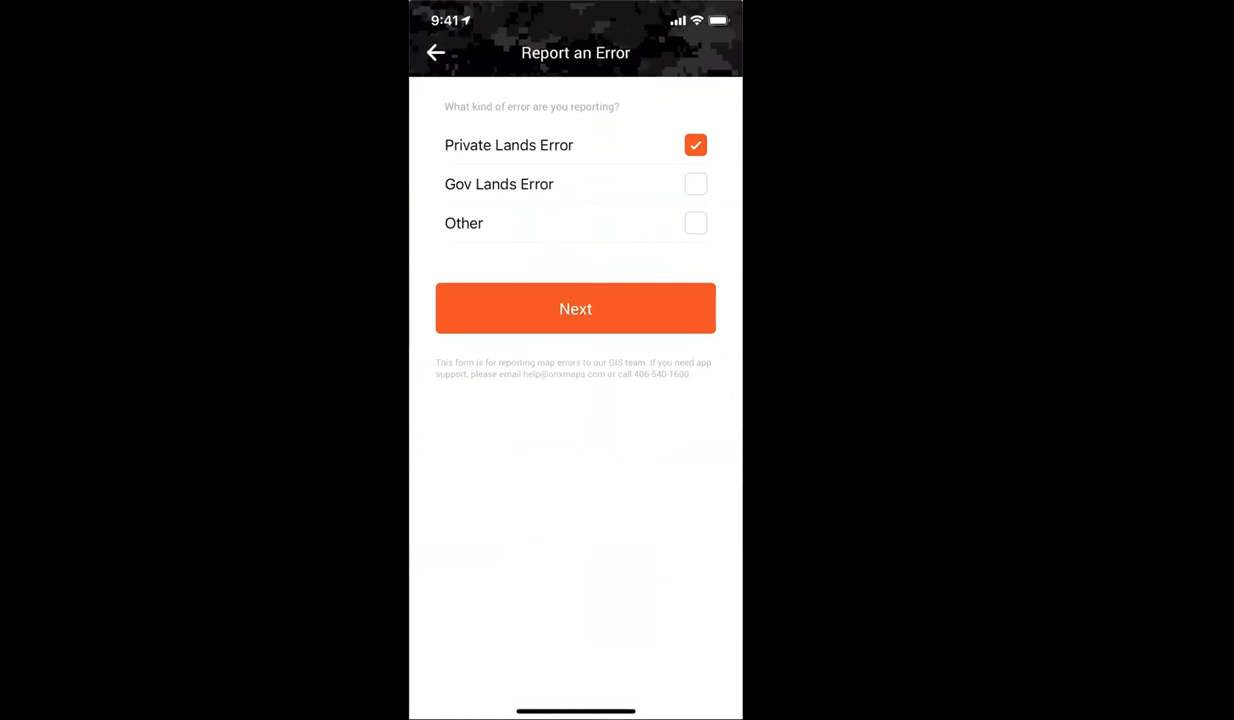 9:41
Report an Error
What kind of error are you reporting?
Private Lands Error
Gov Lands Error
Other
Next
This form is for reporting map errors to our GIS team. If you need app
support, please email help@onxmaps.com or call 406-540-1600